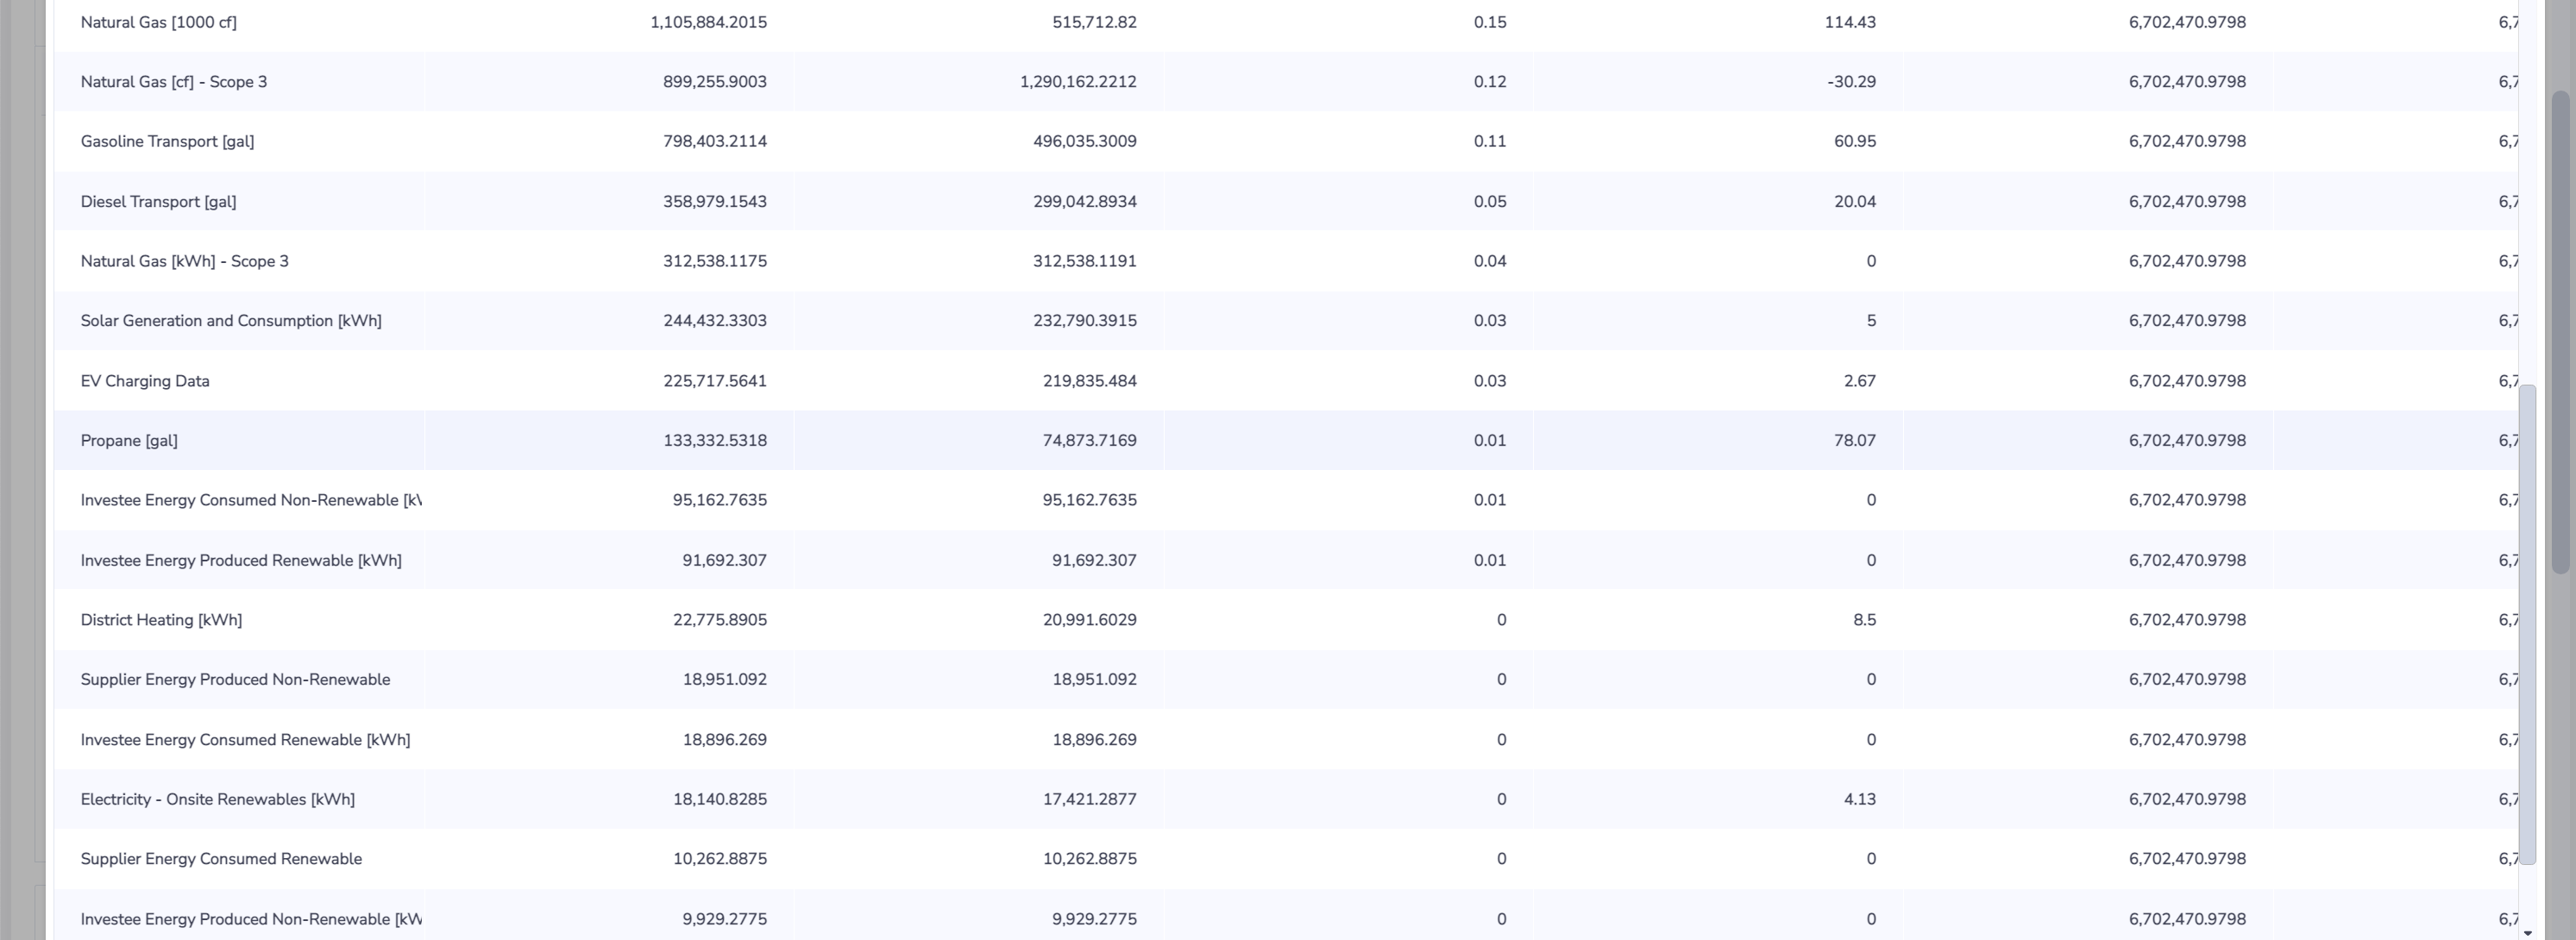 Natural Gas [1000 cf] 1,105,884.2015 515,712.82 0.15 114.43 6,702,470.9798 6,7
Natural Gas [cf] - Scope 3 899,255.9003 1,290,162.2212 0.12 -30.29 6,702,470.9798 6,7
Gasoline Transport [gal] 798,403.2114 496,035.3009 0.11 60.95 6,702,470.9798 6,7
Diesel Transport [gal] 358,979.1543 299,042.8934 0.05 20.04 6,702,470.9798 6,7
Natural Gas [kWh] - Scope 3 312,538.1175 312,538.1191 0.04 0 6,702,470.9798 6,7
Solar Generation and Consumption [kWh] 244,432.3303 232,790.3915 0.03 5 6,702,470.9798 6,7
EV Charging Data 225,717.5641 219,835.484 0.03 2.67 6,702,470.9798 6,7
Propane [gal] 133,332.5318 74,873.7169 0.01 78.07 6,702,470.9798 6,7
Investee Energy Consumed Non-Renewable [k 95,162.7635 95,162.7635 0.01 0 6,702,470.9798 6,7
Investee Energy Produced Renewable [kWh] 91,692.307 91,692.307 0.01 0 6,702,470.9798 6,7
District Heating [kWh] 22,775.8905 20,991.6029 0 8.5 6,702,470.9798 6,7
Supplier Energy Produced Non-Renewable 18,951.092 18,951.092 0 0 6,702,470.9798 6,7
Investee Energy Consumed Renewable [kWh] 18,896.269 18,896.269 0 0 6,702,470.9798 6,7
Electricity - Onsite Renewables [kWh] 18,140.8285 17,421.2877 0 4.13 6,702,470.9798 6,7
Supplier Energy Consumed Renewable 10,262.8875 10,262.8875 0 0 6,702,470.9798 6,7
Investee Energy Produced Non-Renewable [kW 9,929.2775 9,929.2775 0 0 6,702,470.9798 6,7